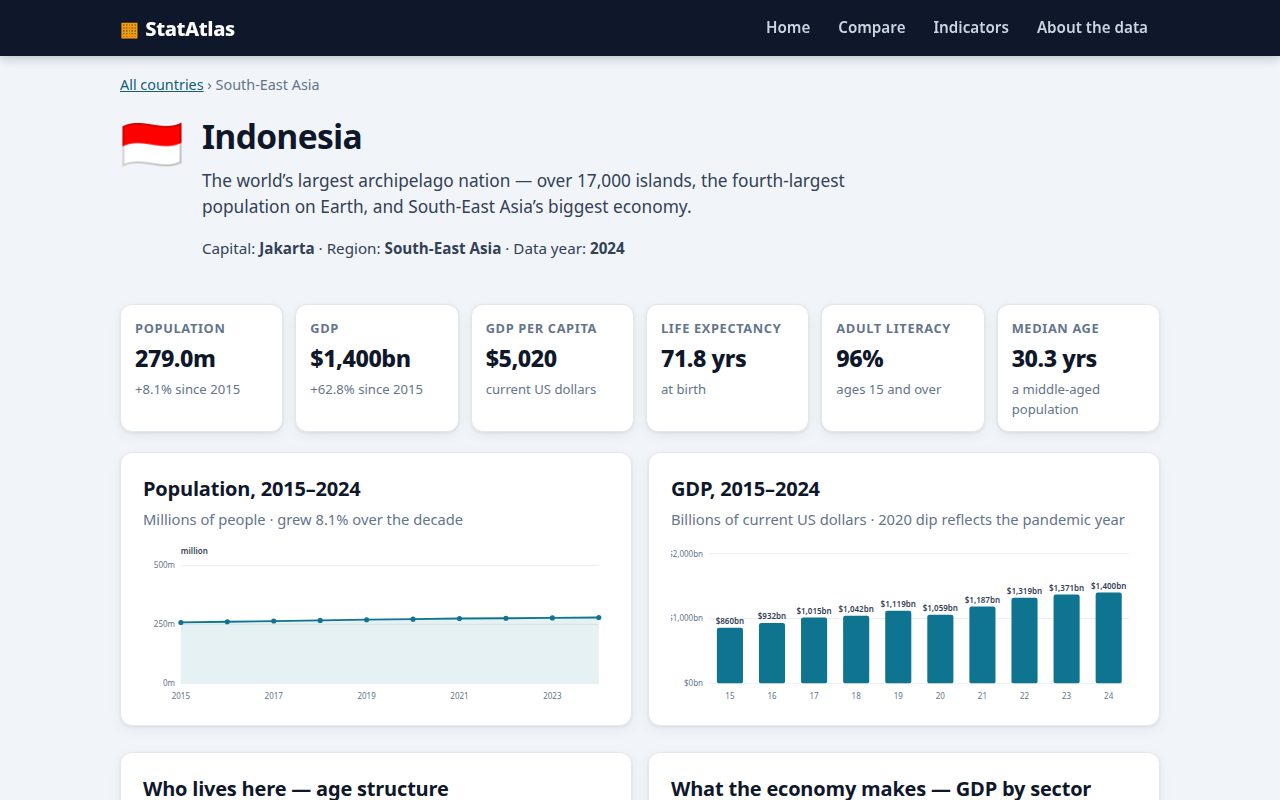 StatAtlas
Home Compare Indicators About the data
All countries › South-East Asia
Indonesia
The world’s largest archipelago nation — over 17,000 islands, the fourth-largest
population on Earth, and South-East Asia’s biggest economy.
Capital: Jakarta · Region: South-East Asia · Data year: 2024
POPULATION
279.0m
+8.1% since 2015
GDP
$1,400bn
+62.8% since 2015
GDP PER CAPITA
$5,020
current US dollars
LIFE EXPECTANCY
71.8 yrs
at birth
ADULT LITERACY
96%
ages 15 and over
MEDIAN AGE
30.3 yrs
a middle-aged
population
Population, 2015–2024
Millions of people · grew 8.1% over the decade
million
500m
250m
0m
2015 2017 2019 2021 2023
GDP, 2015–2024
Billions of current US dollars · 2020 dip reflects the pandemic year
$2,000bn
$1,000bn
$0bn
$860bn $932bn $1,015bn $1,042bn $1,119bn $1,059bn $1,187bn $1,319bn $1,371bn $1,400bn
15 16 17 18 19 20 21 22 23 24
Who lives here — age structure
What the economy makes — GDP by sector